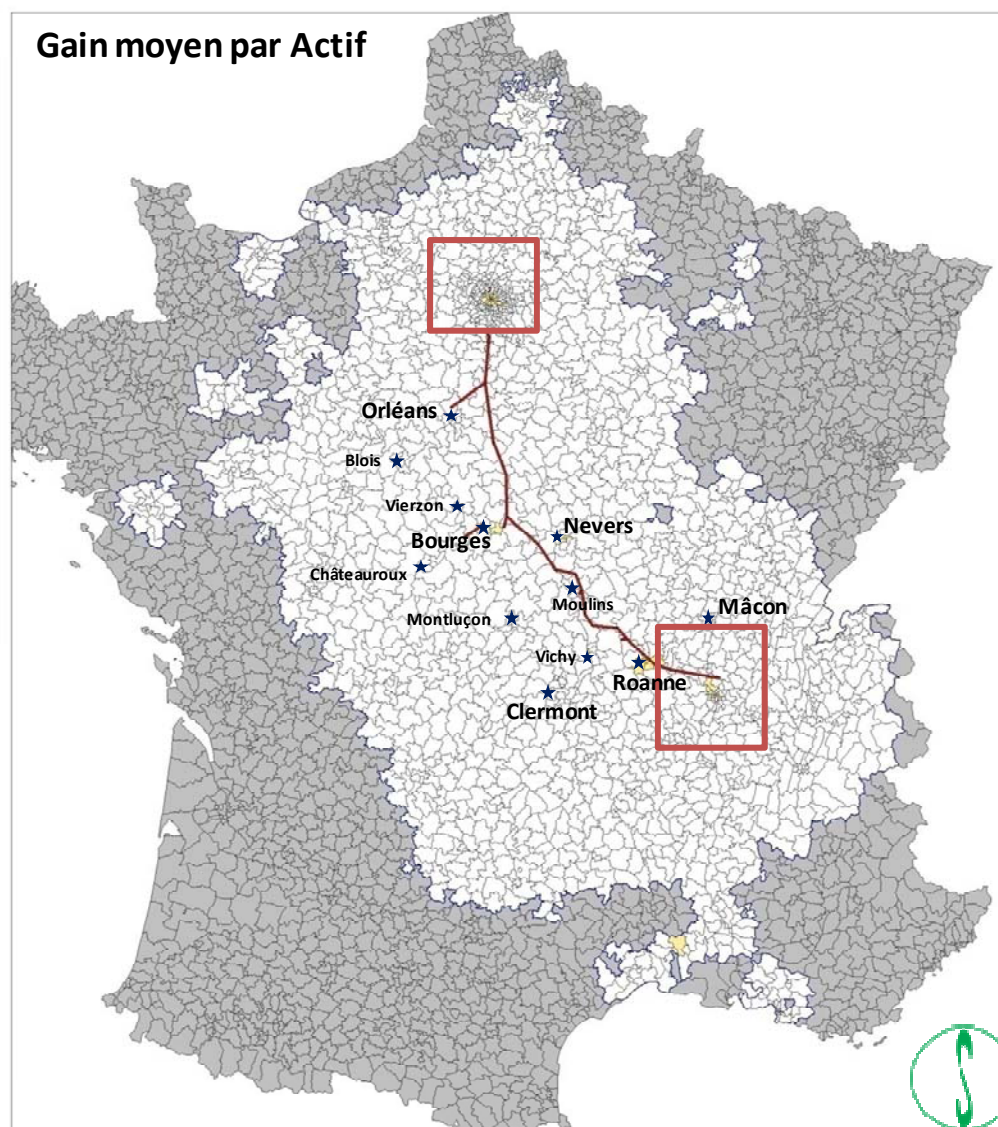 Gain moyen par Actif
Orléans
Blois
Vierzon
Nevers
Bourges
Châteauroux
Moulins
Mâcon
Montluçon
Vichy
Roanne
Clermont
S